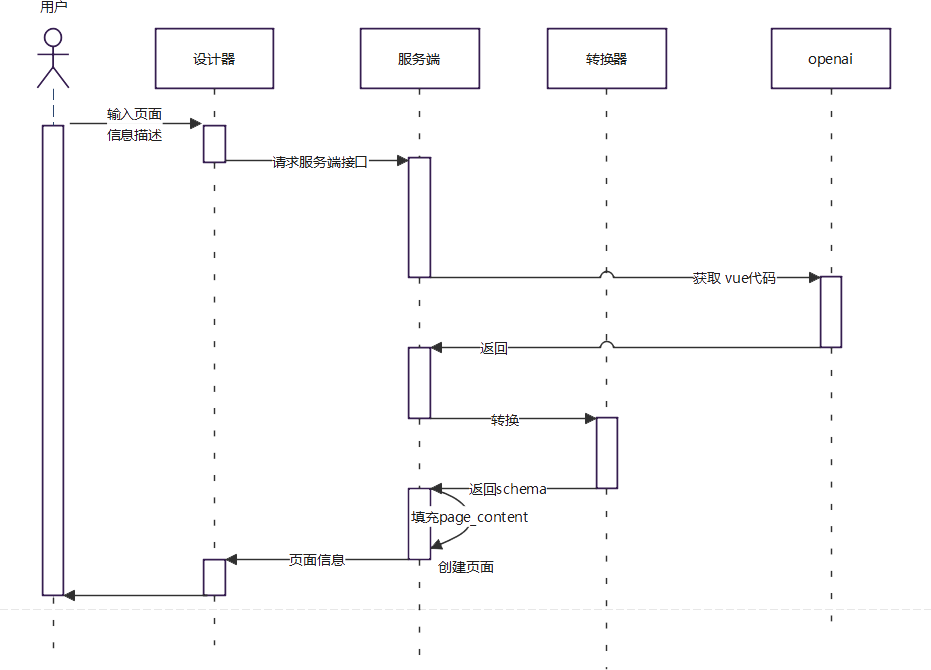 用户
设计器
服务端
转换器
openai
输入页面
信息描述
请求服务端接口
获取 vue代码
返回
转换
返回schema
填充page_content
页面信息
创建页面